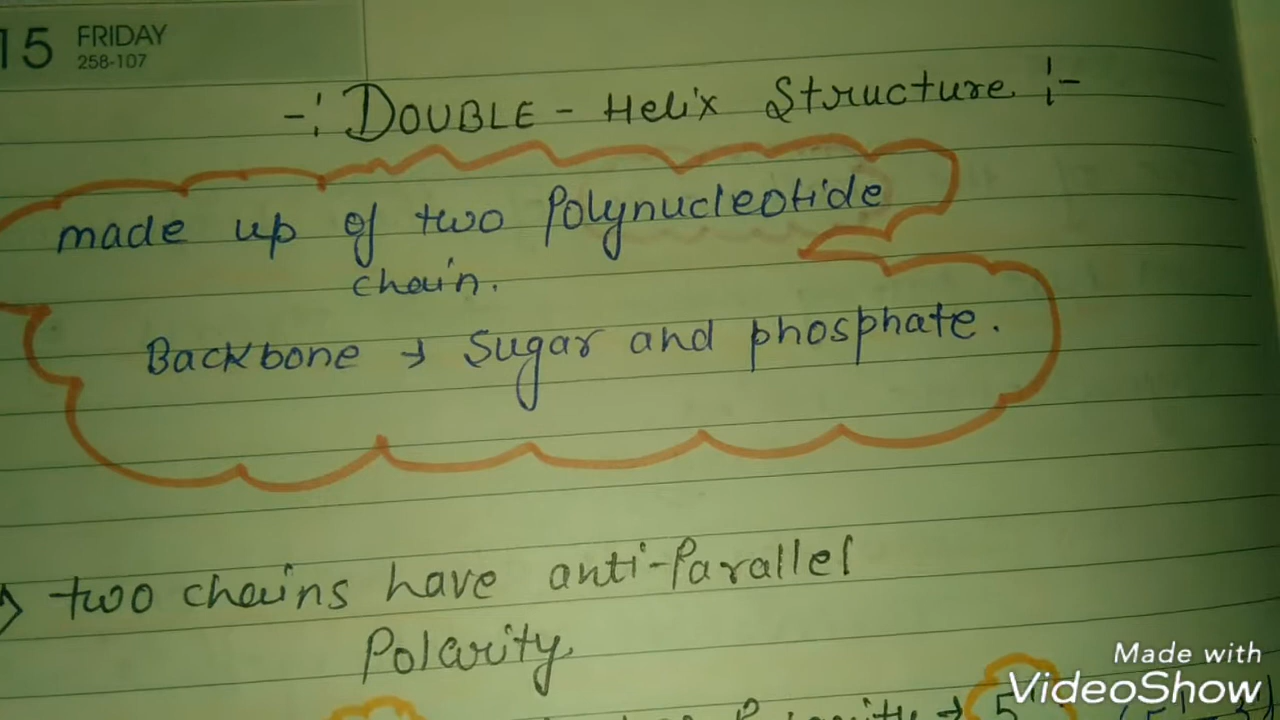 15 FRIDAY
258-107
-: DOUBLE - Helix Structure :-
made up of two Polynucleotide
chain.
Backbone → Sugar and phosphate.
→ two chains have anti-Parallel
Polarity
→ 5'
Made with
VideoShow